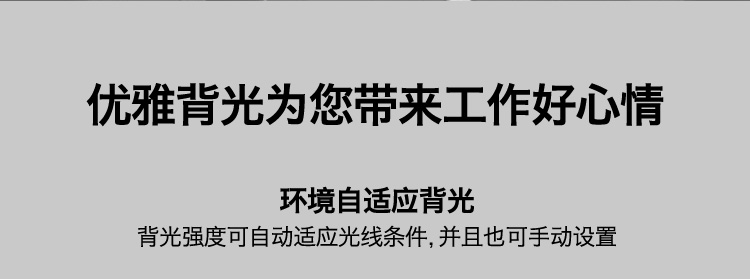 优雅背光为您带来工作好心情
环境自适应背光
背光强度可自动适应光线条件, 并且也可手动设置